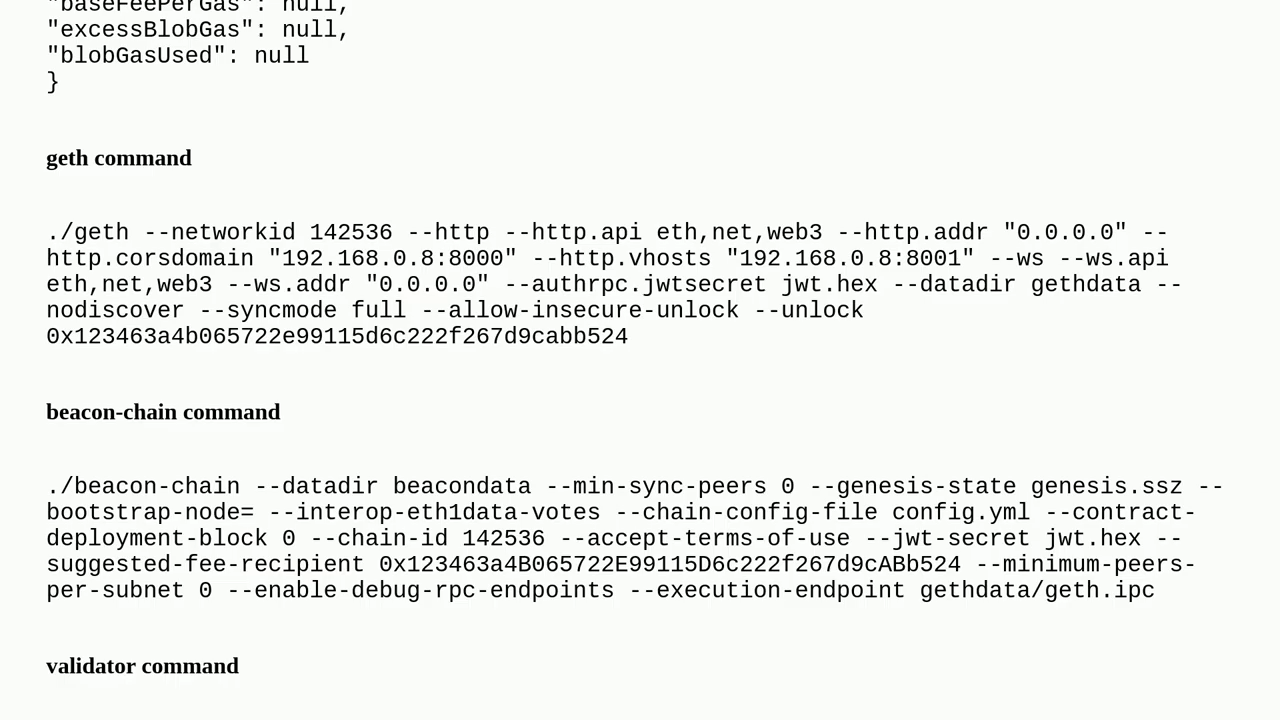 "baseFeePerGas": null,
"excessBlobGas": null,
"blobGasUsed": null
}
geth command
./geth --networkid 142536 --http --http.api eth,net,web3 --http.addr "0.0.0.0" --
http.corsdomain "192.168.0.8:8000" --http.vhosts "192.168.0.8:8001" --ws --ws.api
eth,net,web3 --ws.addr "0.0.0.0" --authrpc.jwtsecret jwt.hex --datadir gethdata --
nodiscover --syncmode full --allow-insecure-unlock --unlock
0x123463a4b065722e99115d6c222f267d9cabb524
beacon-chain command
./beacon-chain --datadir beacondata --min-sync-peers 0 --genesis-state genesis.ssz --
bootstrap-node= --interop-eth1data-votes --chain-config-file config.yml --contract-
deployment-block 0 --chain-id 142536 --accept-terms-of-use --jwt-secret jwt.hex --
suggested-fee-recipient 0x123463a4B065722E99115D6c222f267d9cABb524 --minimum-peers-
per-subnet 0 --enable-debug-rpc-endpoints --execution-endpoint gethdata/geth.ipc
validator command